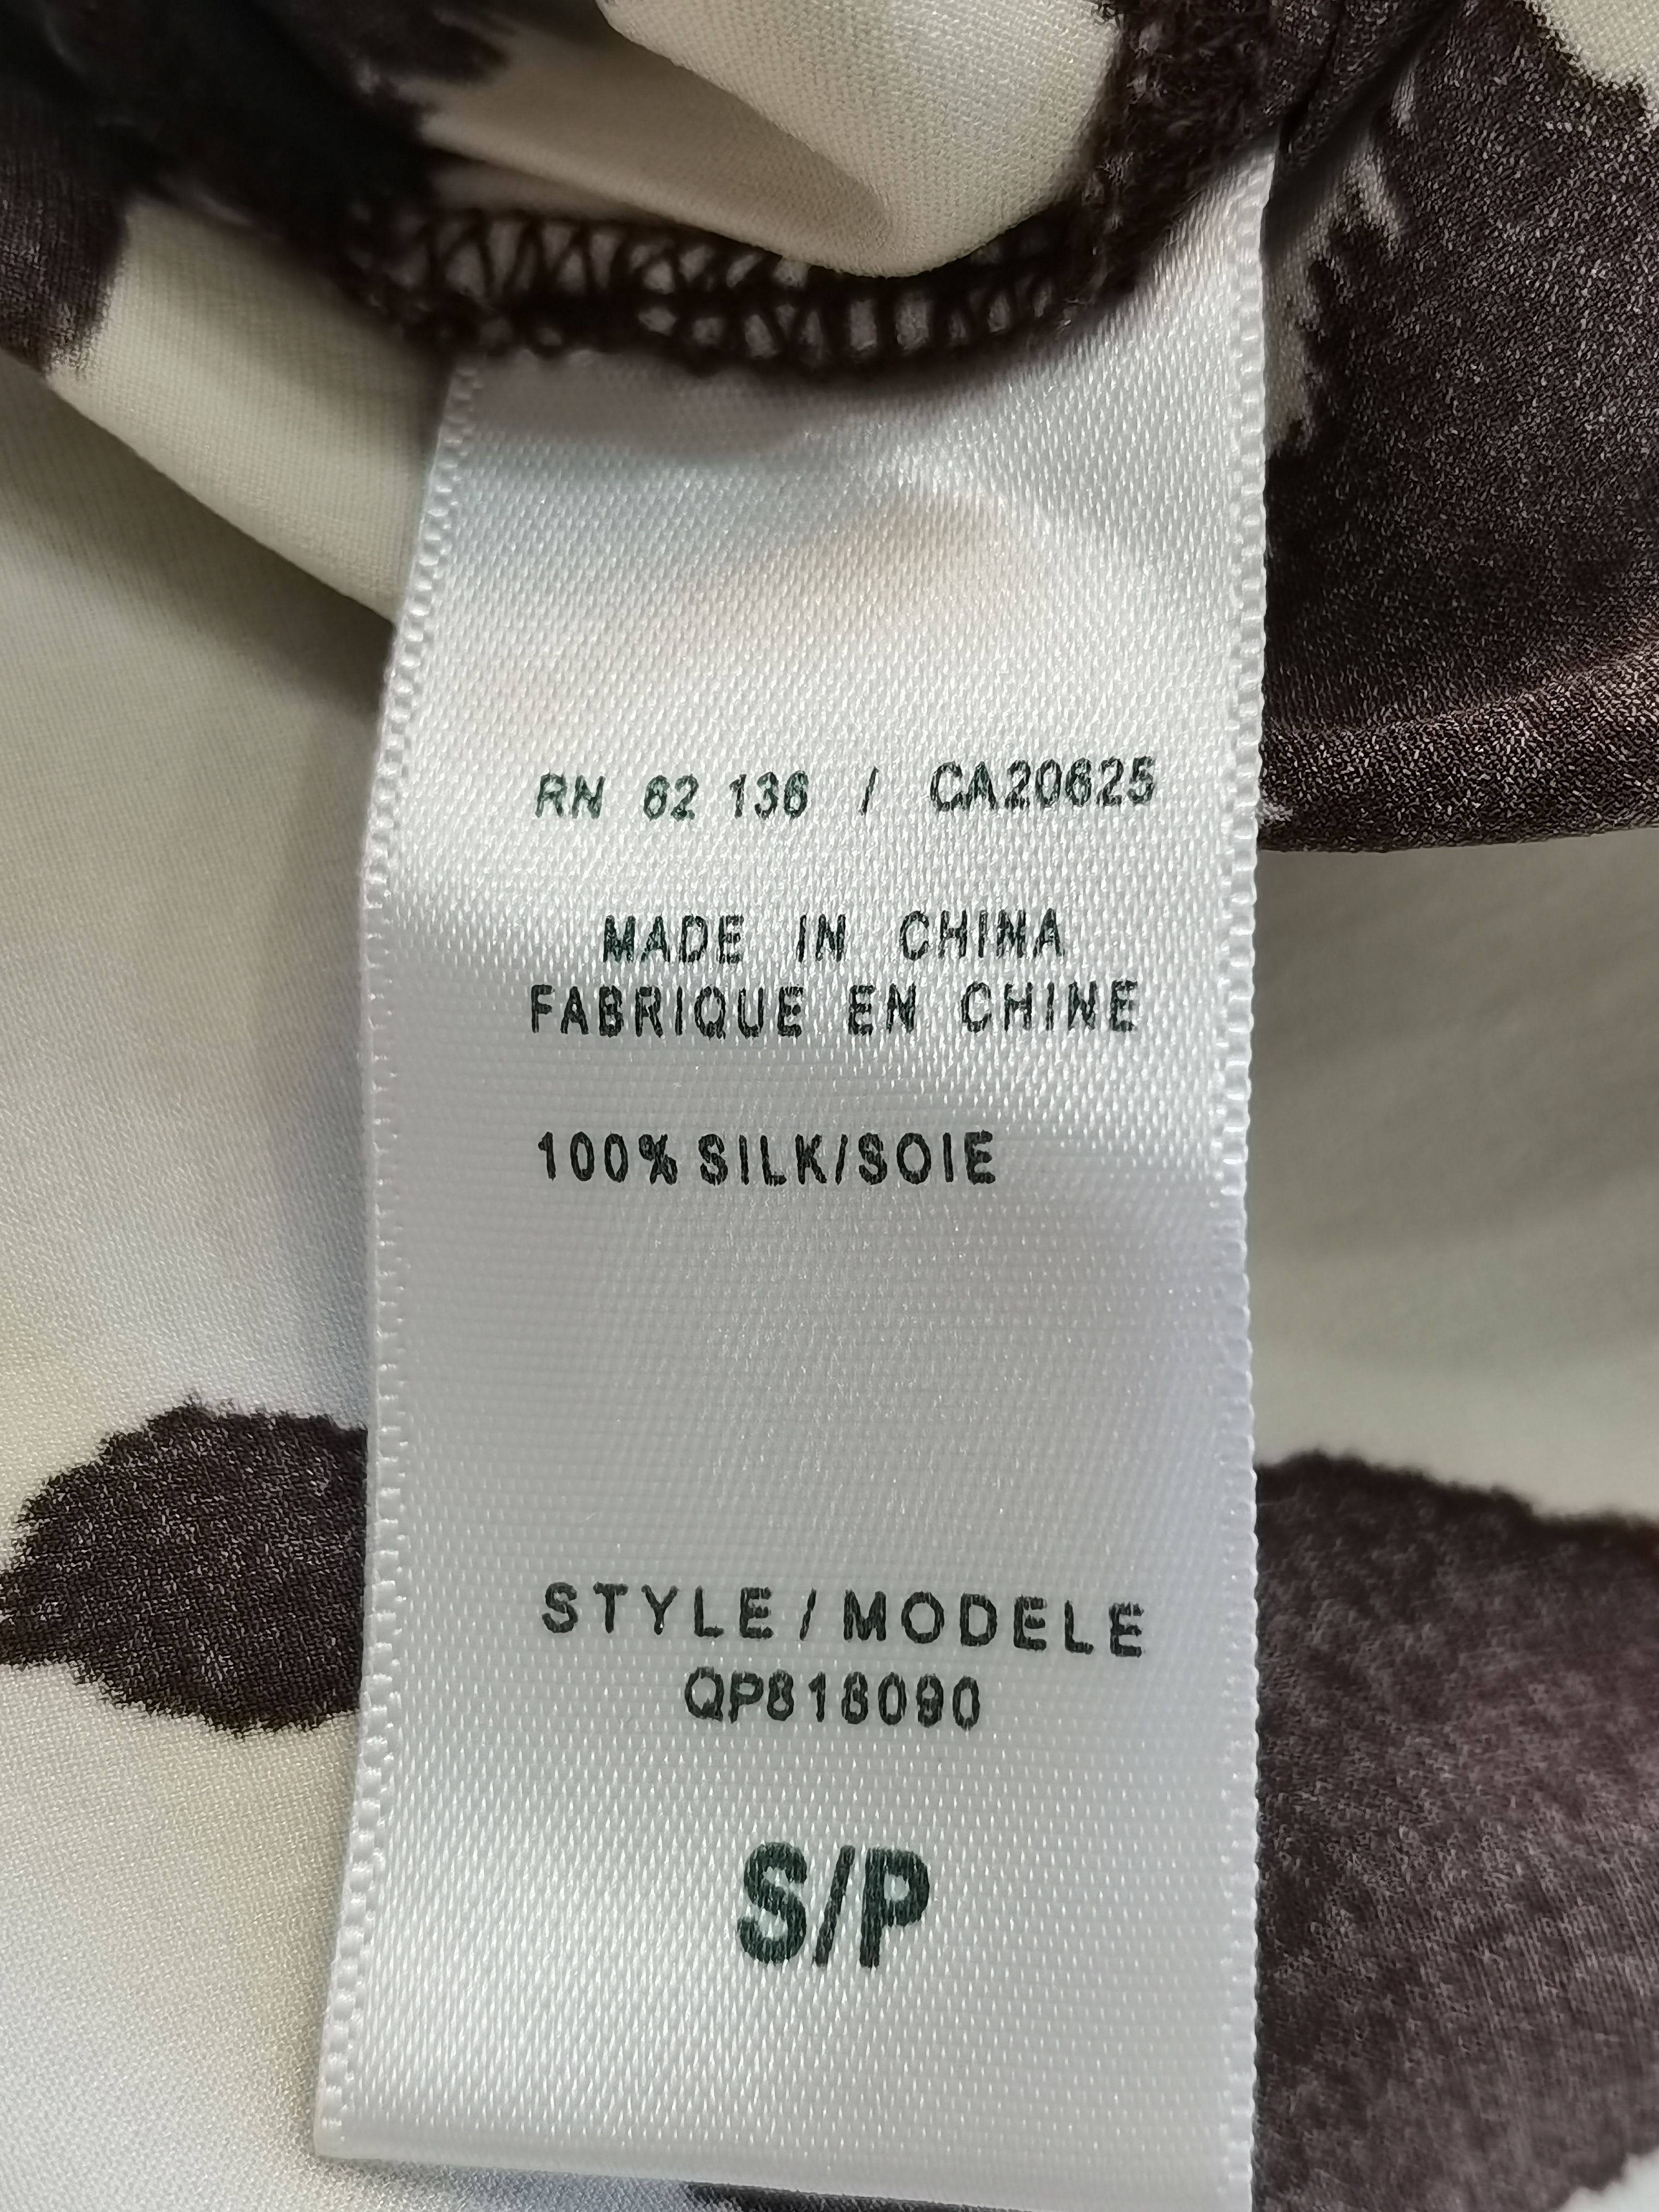 RN 62 136 / CA20625
MADE IN CHINA
FABRIQUE EN CHINE
100% SILK/SOIE
STYLE / MODELE
QP818090
S/P